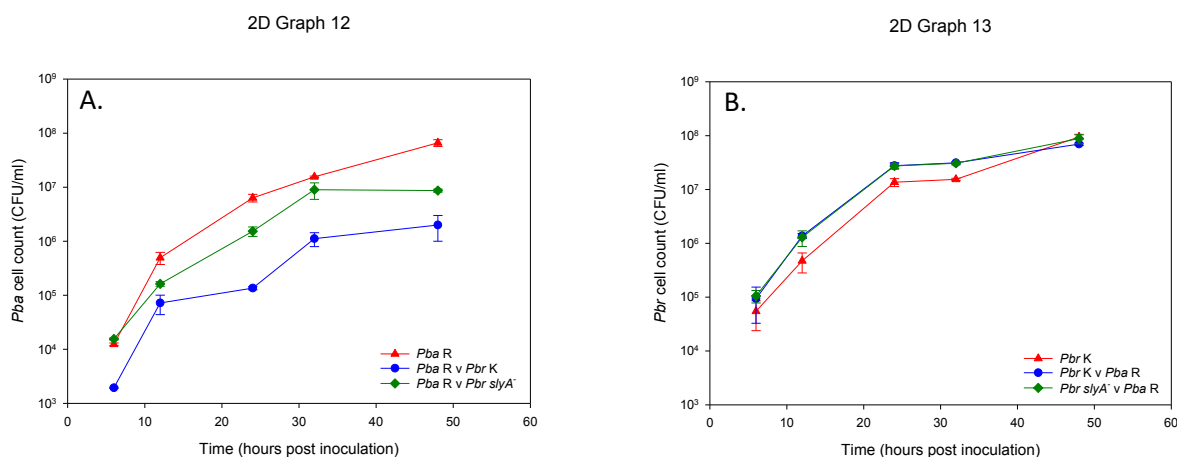 2D Graph 12
A.
Pba cell count (CFU/ml)
10⁹
10⁸
10⁷
10⁶
10⁵
10⁴
10³
0 10 20 30 40 50 60
Time (hours post inoculation)
Pba R
Pba R v Pbr K
Pba R v Pbr slyA⁻
2D Graph 13
B.
Pbr cell count (CFU/ml)
10⁹
10⁸
10⁷
10⁶
10⁵
10⁴
10³
0 10 20 30 40 50 60
Time (hours post inoculation)
Pbr K
Pbr K v Pba R
Pbr slyA⁻ v Pba R